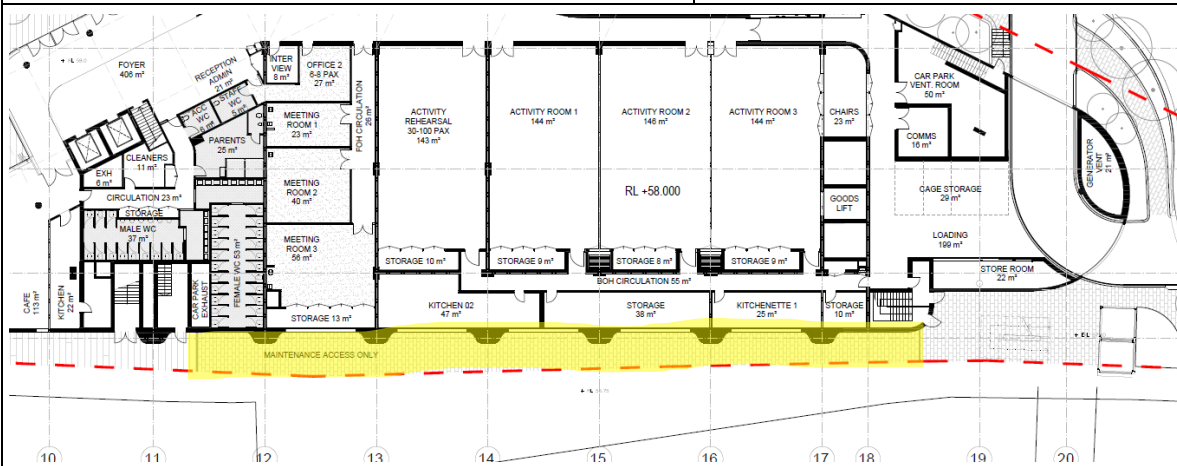 FOYER
406 m²
RECEPTION
ADMIN
21 m²
INTER
VIEW
8 m²
OFFICE 2
6-8 PAX
27 m²
STAFF
WC
5 m²
ACC
WC
6 m²
PARENTS
25 m²
CLEANERS
11 m²
EXH
6 m²
CIRCULATION 23 m²
STORAGE
MALE WC
37 m²
FEMALE WC 53 m²
CAR PARK
EXHAUST
CAFE
113 m²
KITCHEN
22 m²
MEETING
ROOM 1
23 m²
MEETING
ROOM 2
40 m²
MEETING
ROOM 3
56 m²
STORAGE 13 m²
FOH CIRCULATION
26 m²
ACTIVITY
REHEARSAL
30-100 PAX
143 m²
ACTIVITY ROOM 1
144 m²
ACTIVITY ROOM 2
146 m²
ACTIVITY ROOM 3
144 m²
RL +58.000
CHAIRS
23 m²
GOODS
LIFT
STORAGE 10 m²
STORAGE 9 m²
STORAGE 8 m²
STORAGE 9 m²
BOH CIRCULATION 55 m²
KITCHEN 02
47 m²
STORAGE
38 m²
KITCHENETTE 1
25 m²
STORAGE
10 m²
CAR PARK
VENT. ROOM
50 m²
COMMS
16 m²
CAGE STORAGE
29 m²
LOADING
199 m²
STORE ROOM
22 m²
GENERATOR
VENT
21 m²
MAINTENANCE ACCESS ONLY
10
11
12
13
14
15
16
17
18
19
20